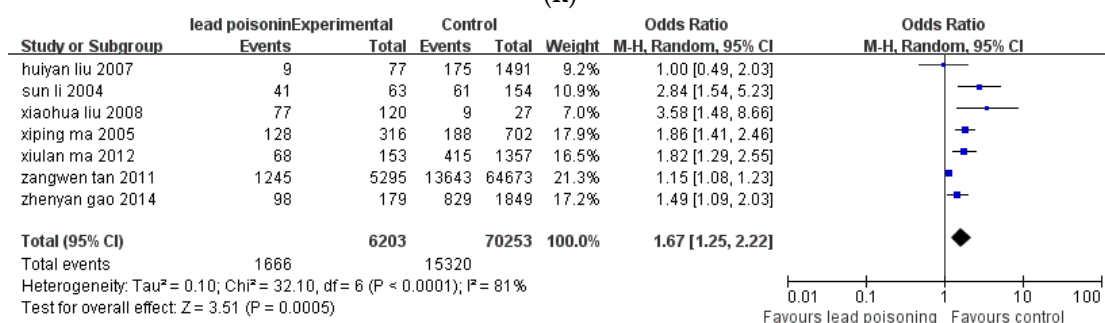 (K)
lead poisoninExperimental Control Odds Ratio Odds Ratio
Study or Subgroup Events Total Events Total Weight M-H, Random, 95% CI M-H, Random, 95% CI
huiyan liu 2007 9 77 175 1491 9.2% 1.00 [0.49, 2.03]
sun li 2004 41 63 61 154 10.9% 2.84 [1.54, 5.23]
xiaohua liu 2008 77 120 9 27 7.0% 3.58 [1.48, 8.66]
xiping ma 2005 128 316 188 702 17.9% 1.86 [1.41, 2.46]
xiulan ma 2012 68 153 415 1357 16.5% 1.82 [1.29, 2.55]
zangwen tan 2011 1245 5295 13643 64673 21.3% 1.15 [1.08, 1.23]
zhenyan gao 2014 98 179 829 1849 17.2% 1.49 [1.09, 2.03]
Total (95% CI) 6203 70253 100.0% 1.67 [1.25, 2.22]
Total events 1666 15320
Heterogeneity: Tau² = 0.10; Chi² = 32.10, df = 6 (P < 0.0001); I² = 81%
Test for overall effect: Z = 3.51 (P = 0.0005)
0.01 0.1 1 10 100
Favours lead poisoning Favours control